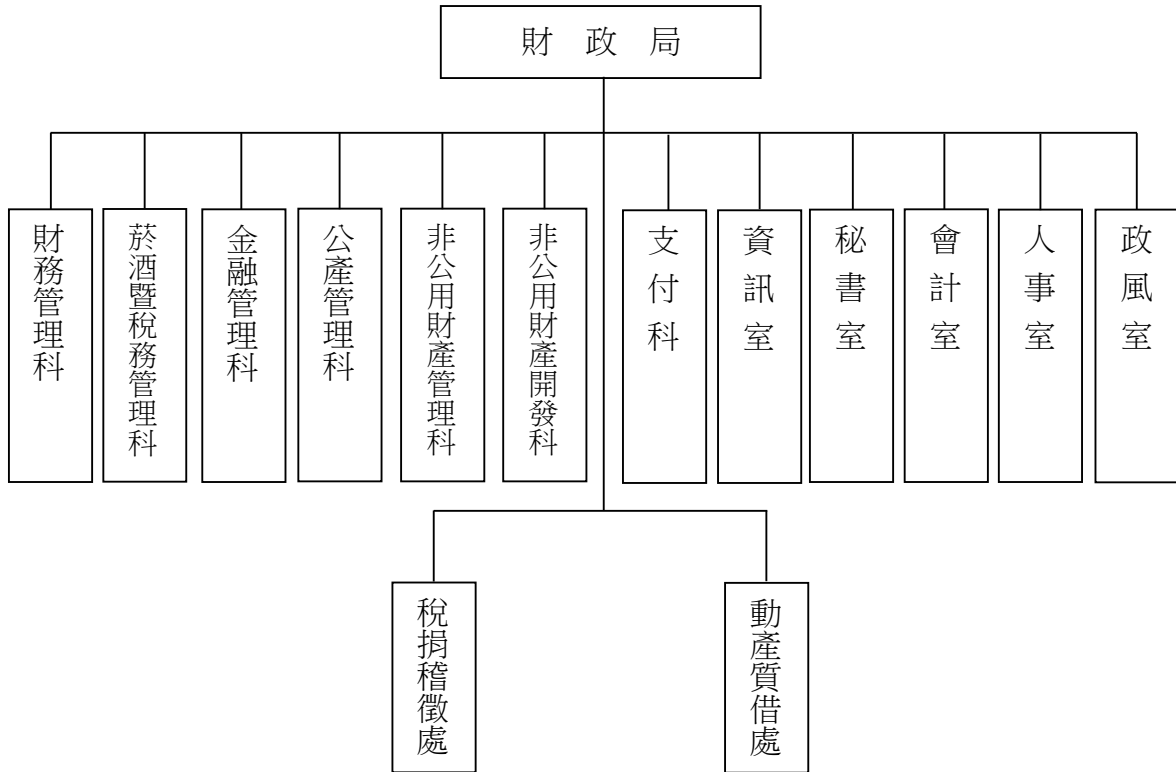 財政局
財務管理科
菸酒暨稅務管理科
金融管理科
公產管理科
非公用財產管理科
非公用財產開發科
支付科
資訊室
秘書室
會計室
人事室
政風室
稅捐稽徵處
動產質借處